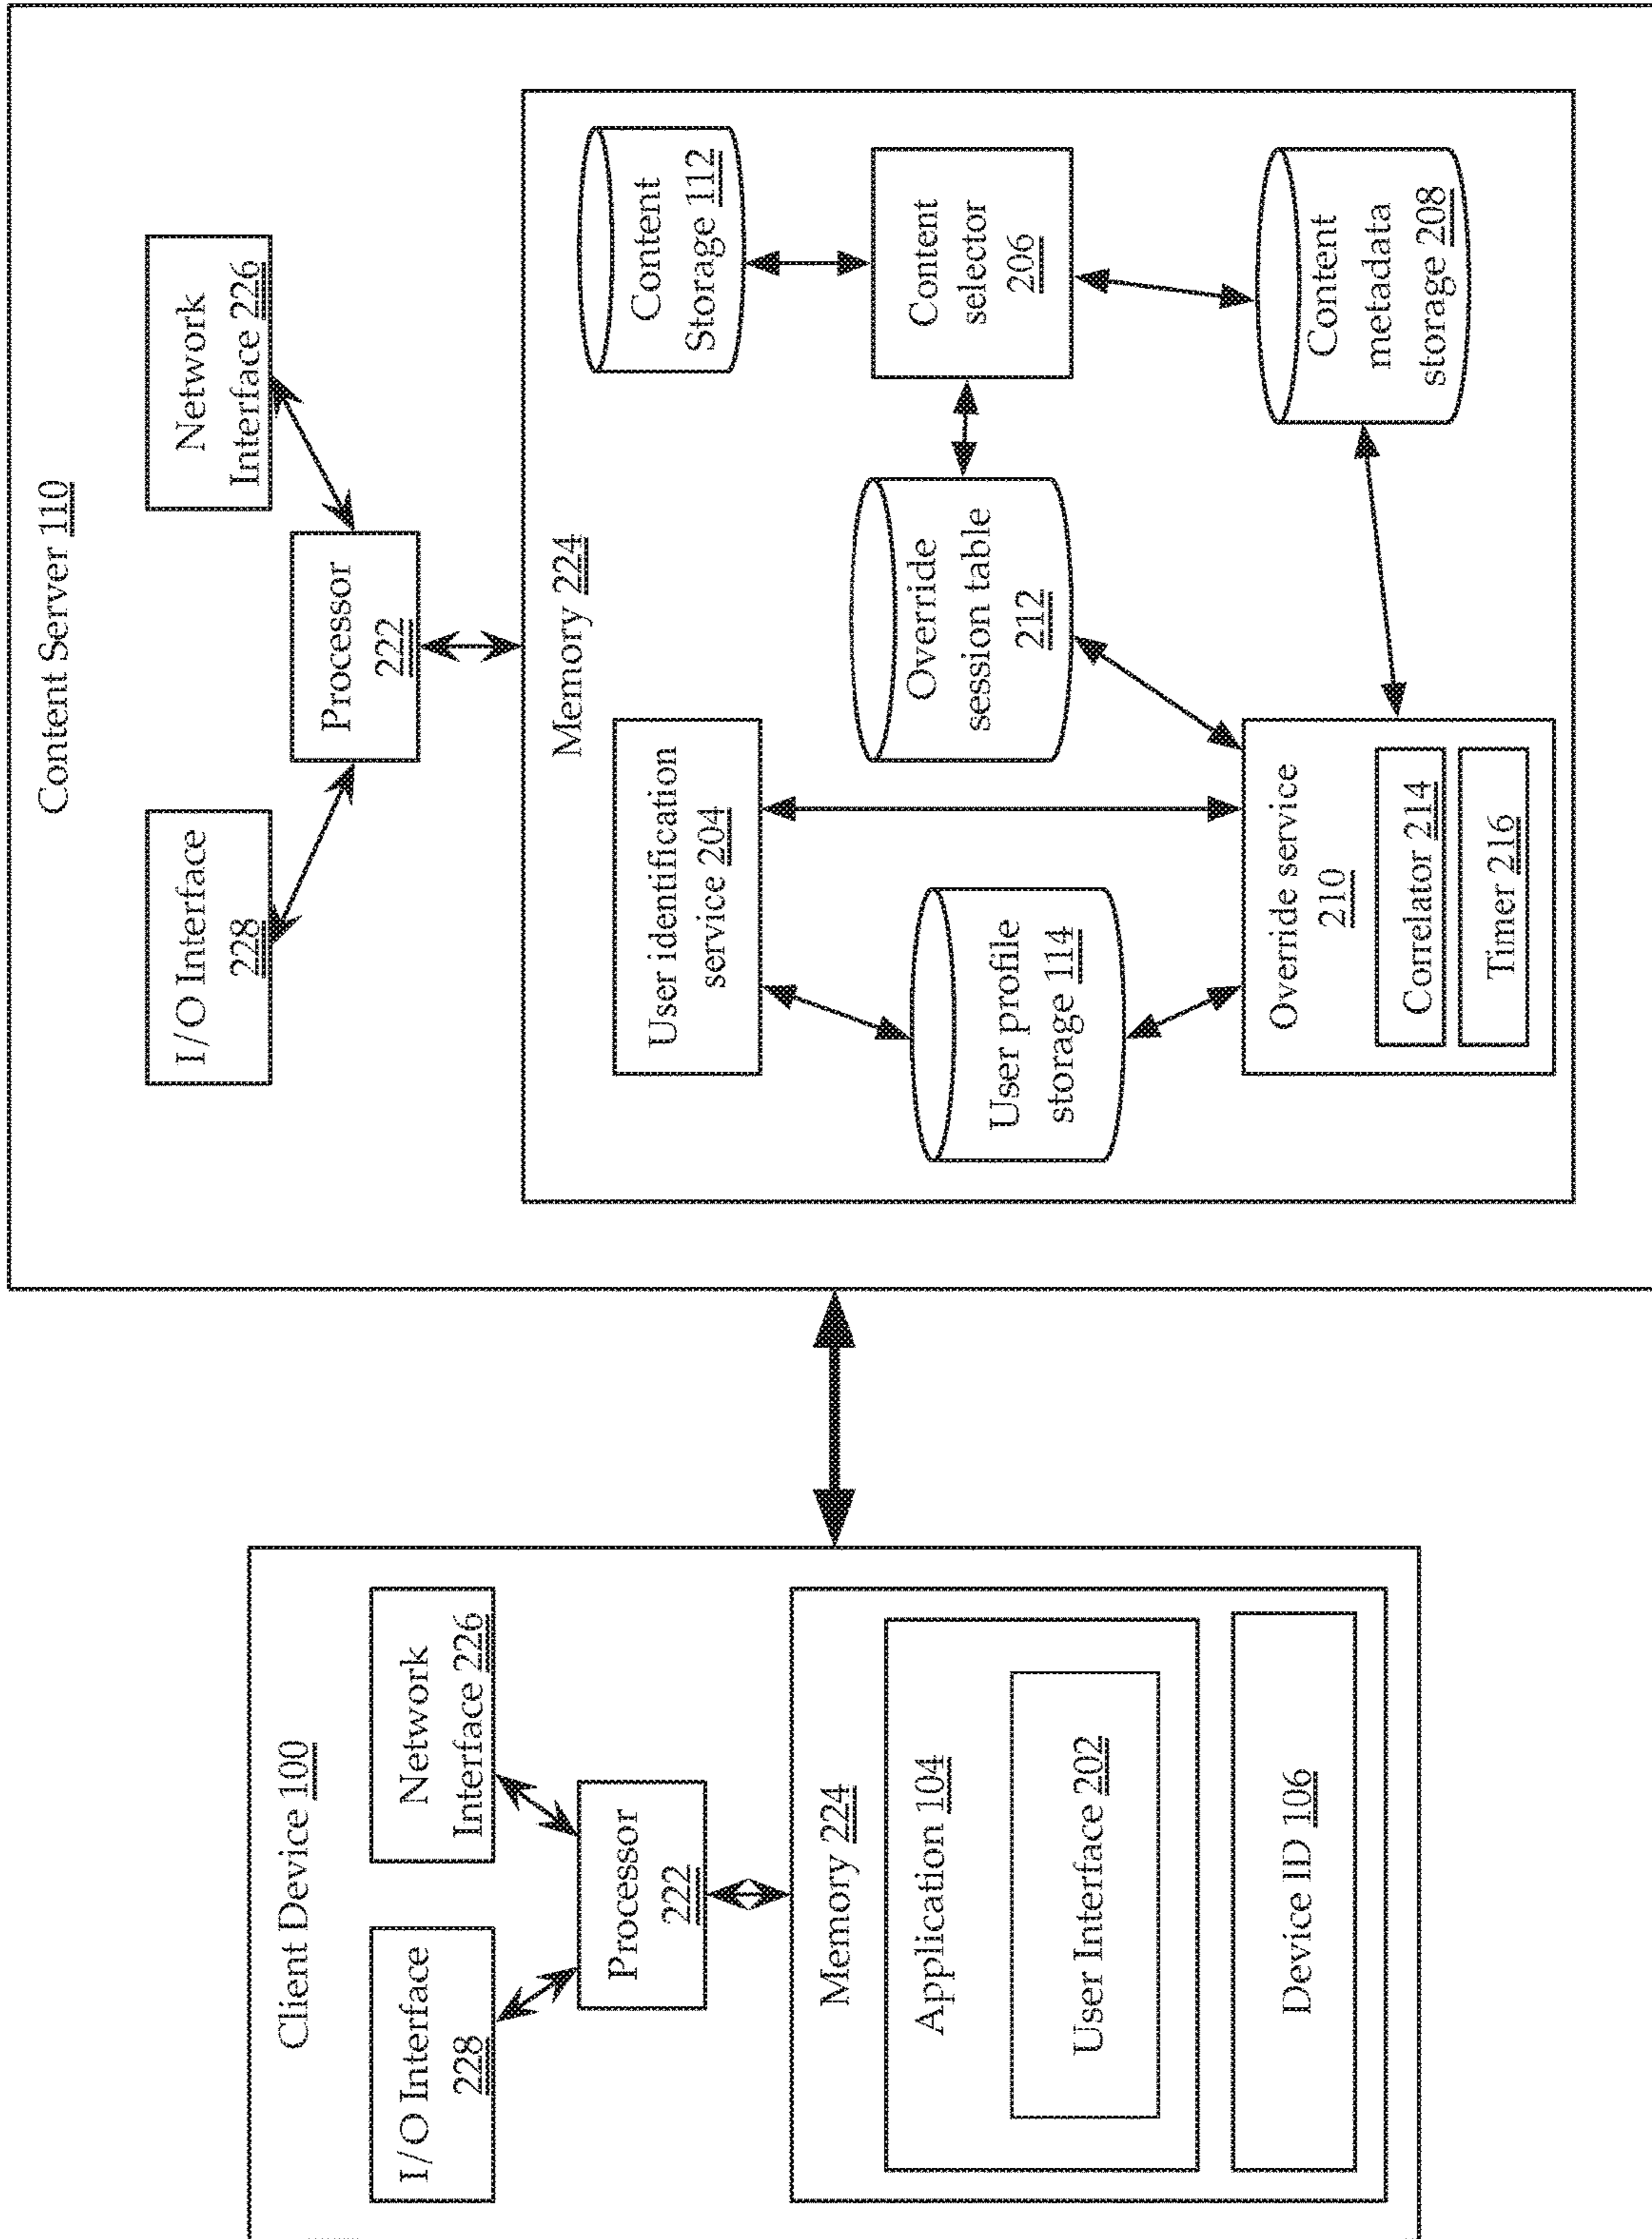 Client Device 100
I/O Interface
228
Network
Interface 226
Processor
222
Memory 224
Application 104
User Interface 202
Device ID 106
Content Server 110
I/O Interface
228
Network
Interface 226
Processor
222
Memory 224
User identification
service 204
User profile
storage 114
Override service
210
Correlator 214
Timer 216
Override
session table
212
Content
Storage 112
Content
selector
206
Content
metadata
storage 208